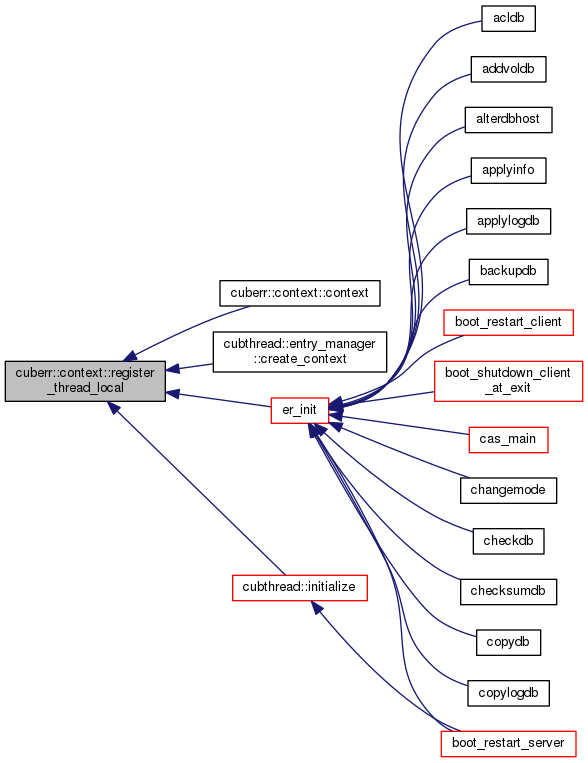 acldb
addvoldb
alterdbhost
applyinfo
applylogdb
backupdb
cuberr::context::context
boot_restart_client
cubthread::entry_manager
::create_context
cuberr::context::register
_thread_local
boot_shutdown_client
_at_exit
er_init
cas_main
changemode
checkdb
cubthread::initialize
checksumdb
copydb
copylogdb
boot_restart_server